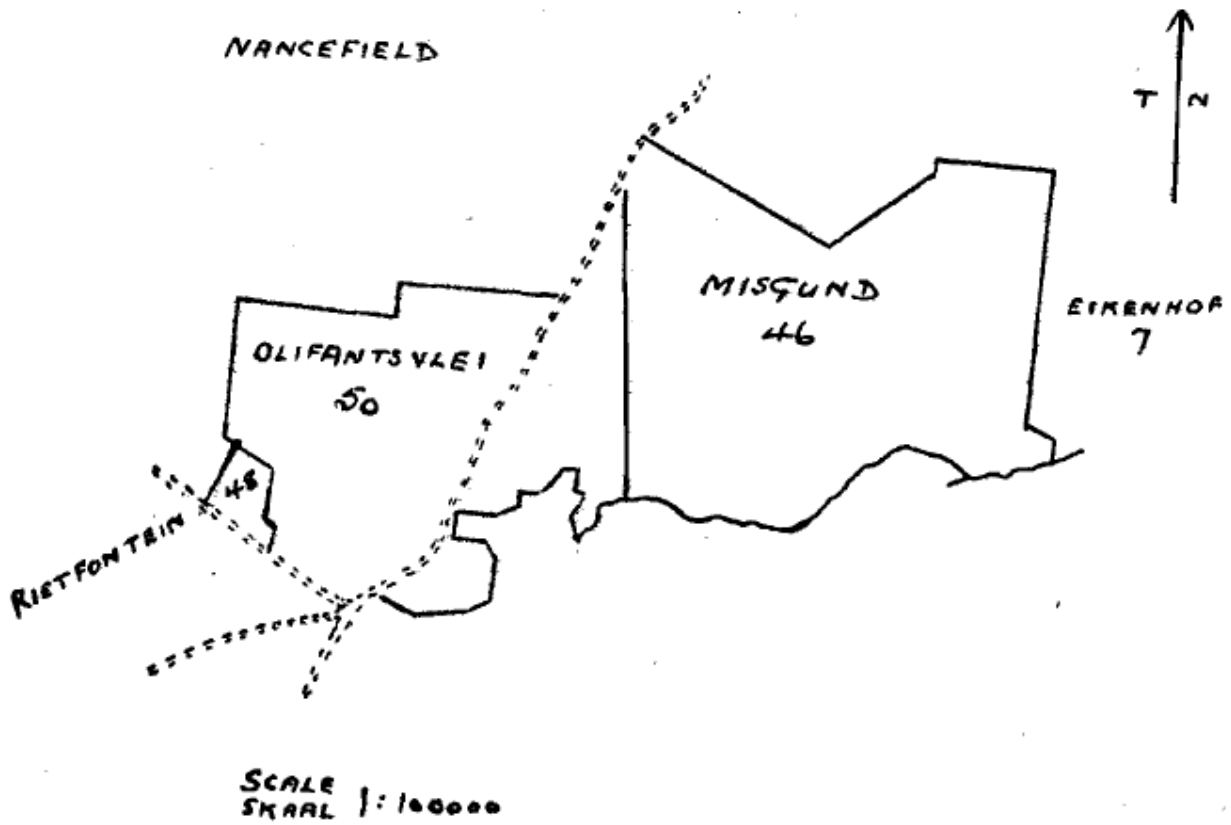 NANCEFIELD
T N
MISGUND
46
EIKENHOF
7
OLIFANTSVLEI
50
48
RIETFONTEIN
SCALE
SKAAL 1:100000